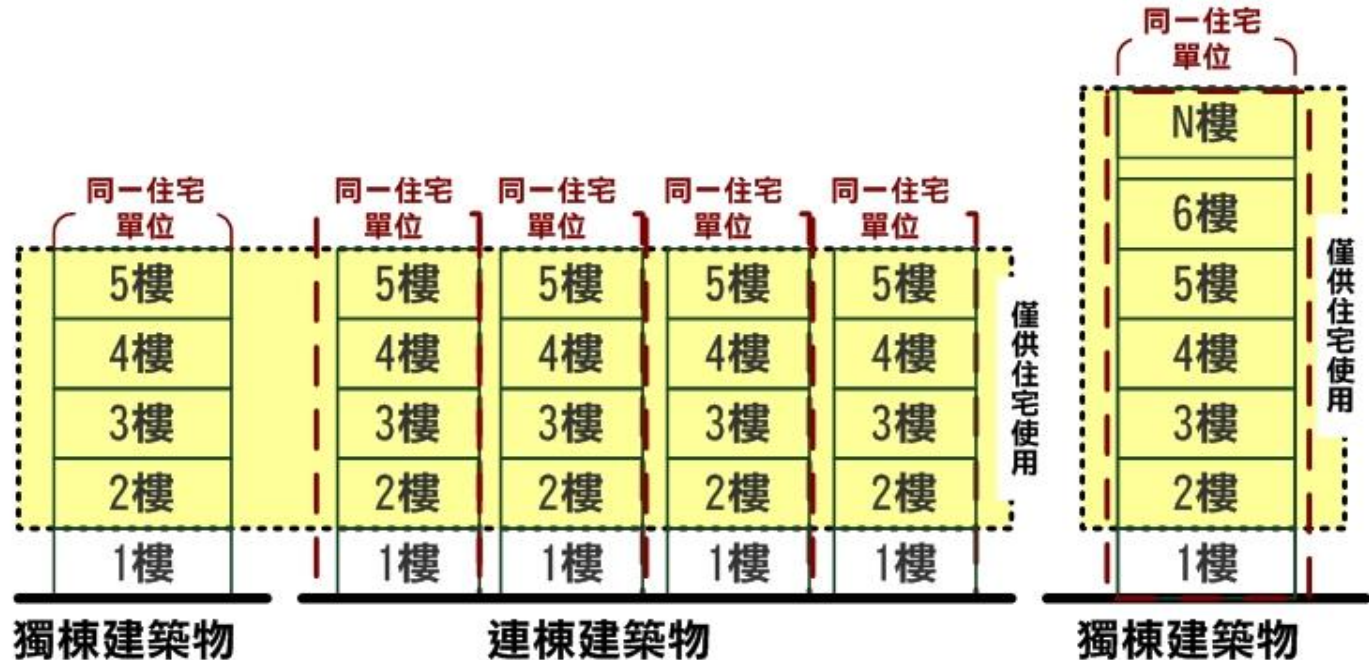 同一住宅
單位
5樓
4樓
3樓
2樓
1樓
獨棟建築物
同一住宅
單位
5樓
4樓
3樓
2樓
1樓
同一住宅
單位
5樓
4樓
3樓
2樓
1樓
同一住宅
單位
5樓
4樓
3樓
2樓
1樓
同一住宅
單位
5樓
4樓
3樓
2樓
1樓
僅供住宅使用
連棟建築物
同一住宅
單位
N樓
6樓
5樓
4樓
3樓
2樓
1樓
僅供住宅使用
獨棟建築物